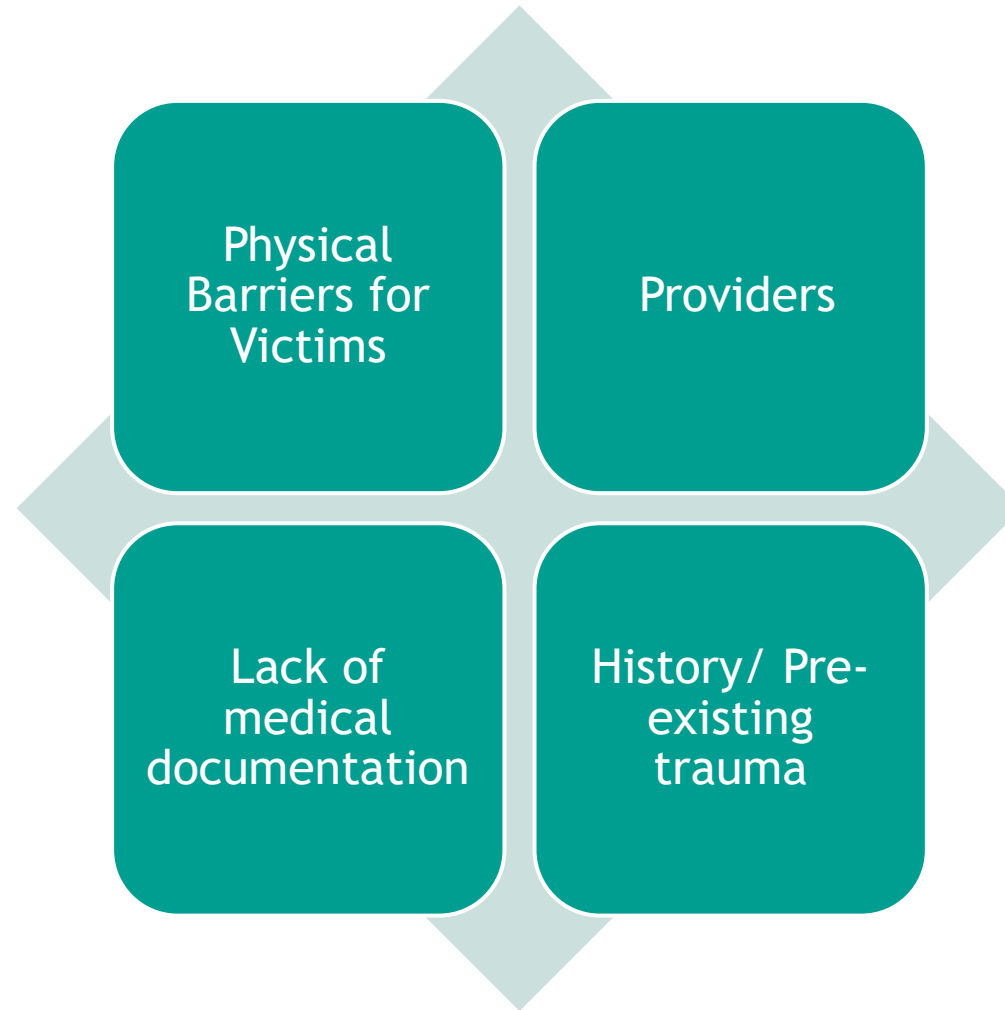 Physical
Barriers for
Victims
Providers
Lack of
medical
documentation
History/ Pre-
existing
trauma